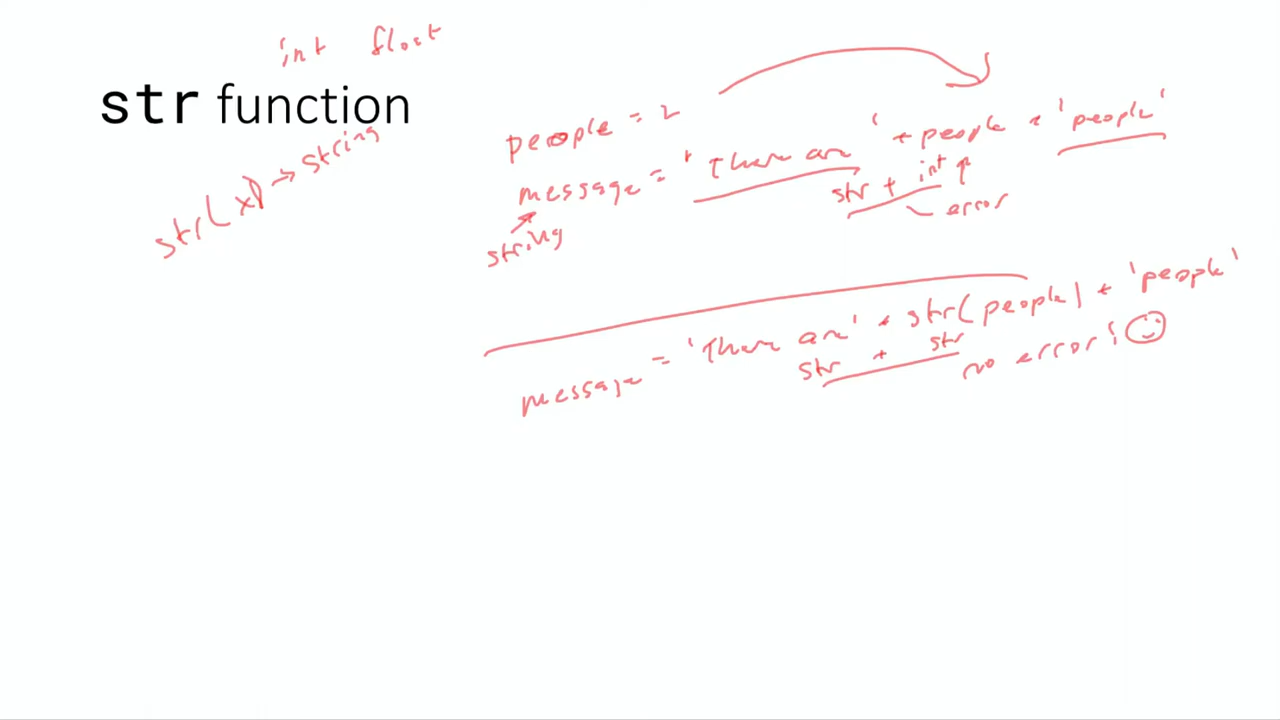 int float
str function
str(x) → string
people = 2
message = 'There are ' + people + 'people'
str + int
error
string
message = 'There are' + str(people) + 'people'
str + str
no error!